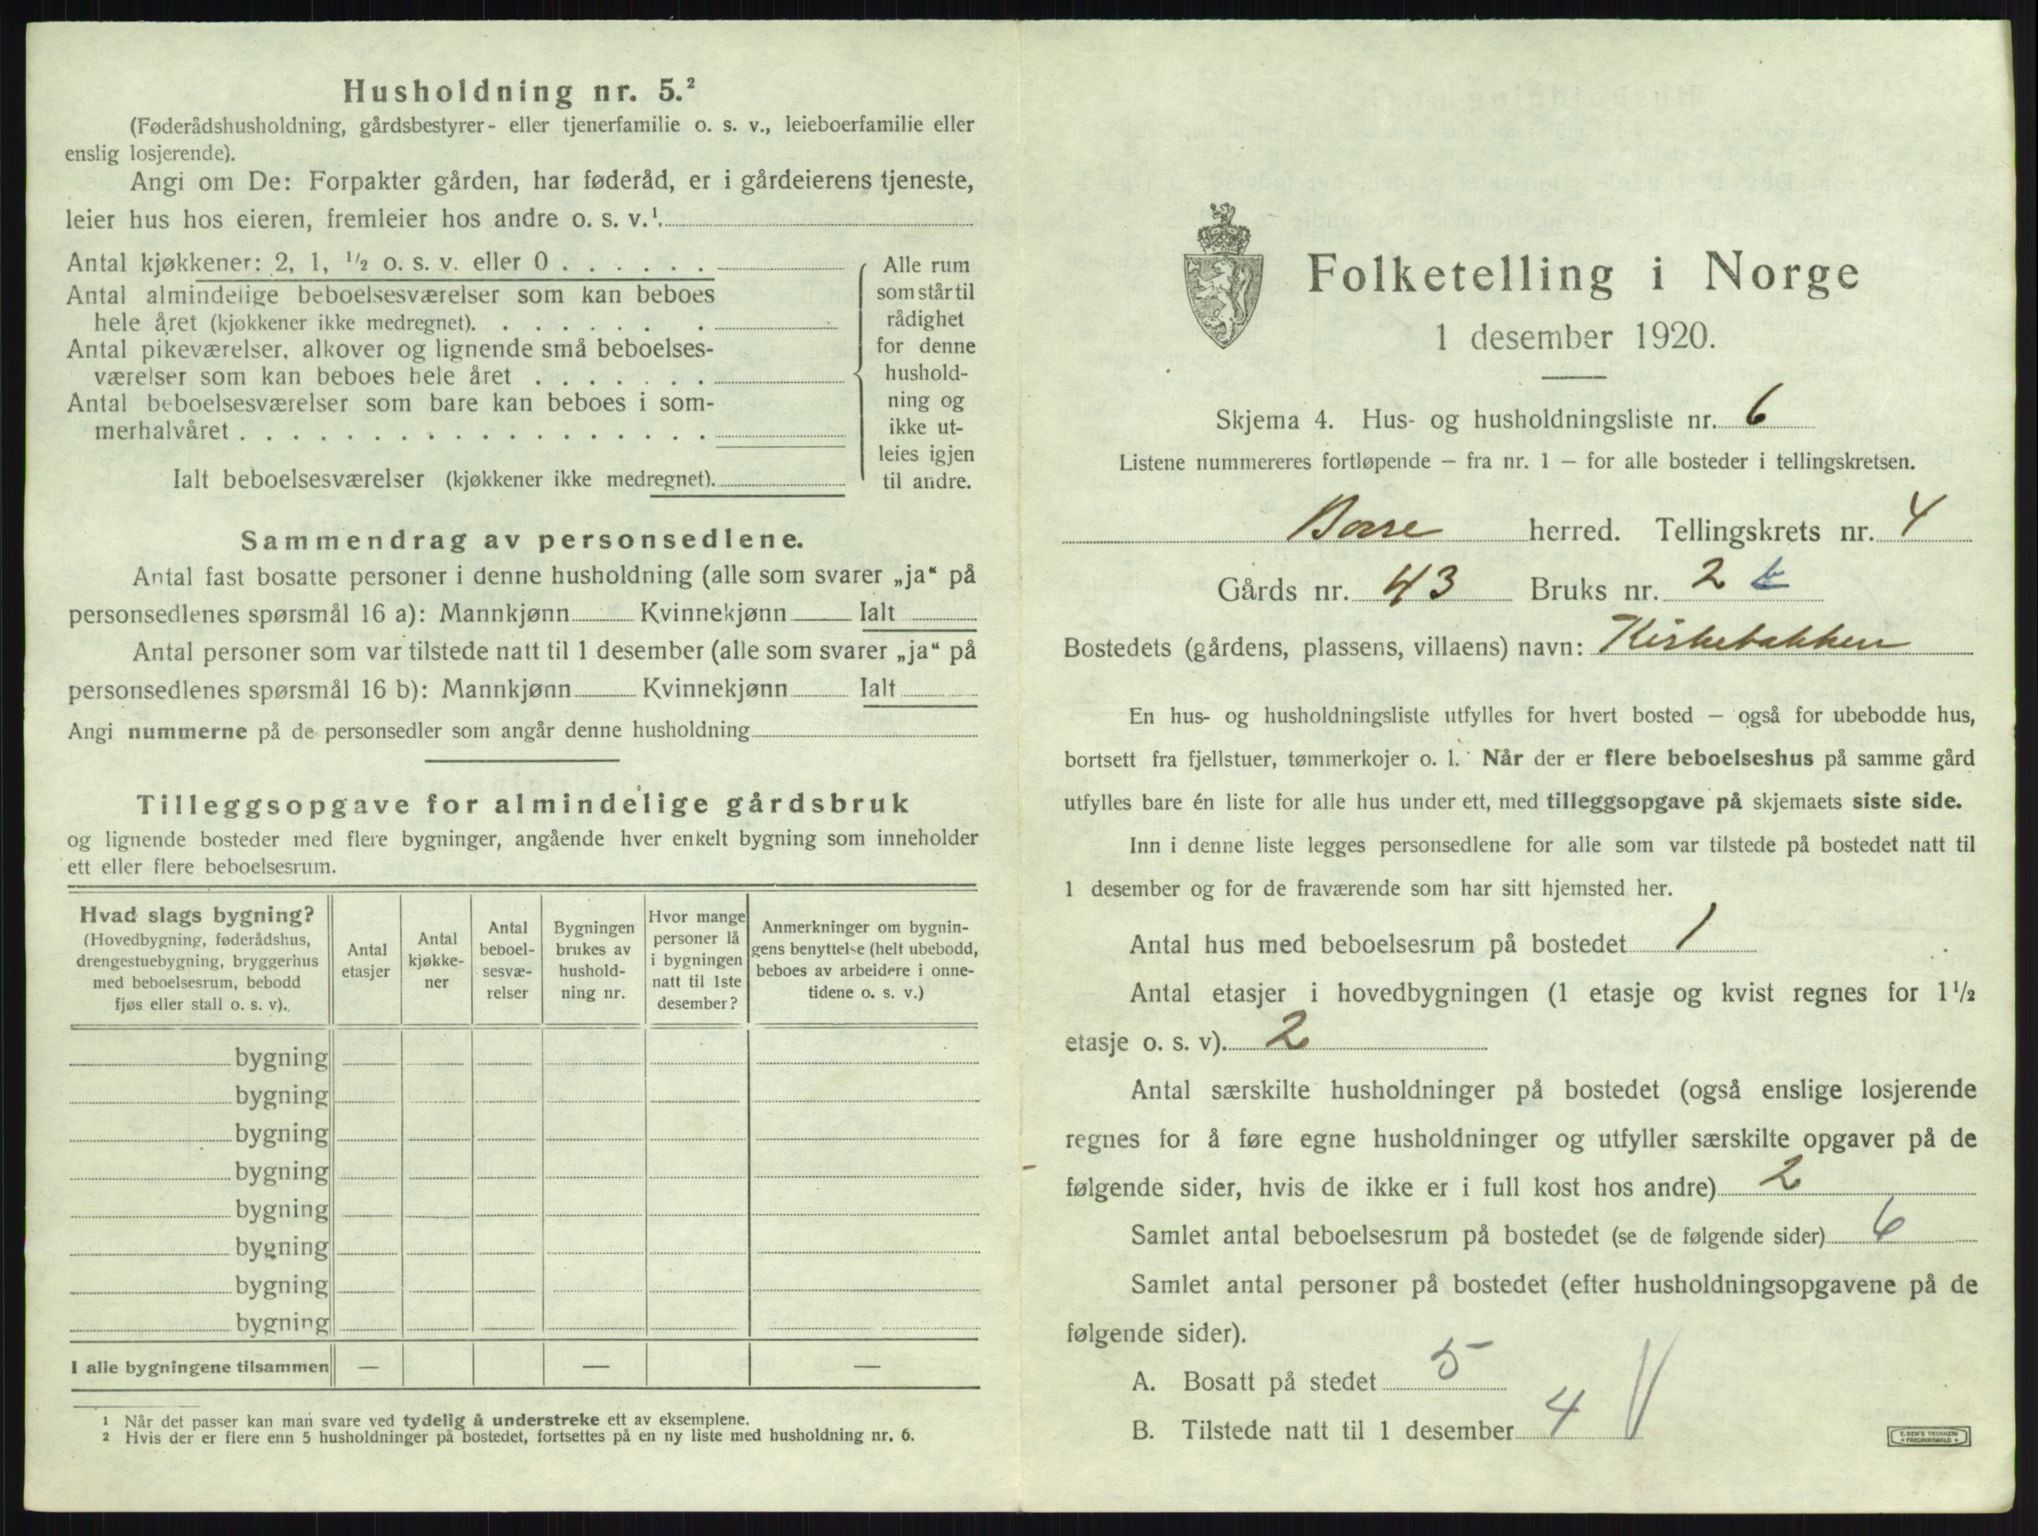 Husholdning nr. 5.²
(Føderådshusholdning, gårdsbestyrer- eller tjenerfamilie o. s. v., leieboerfamilie eller
enslig losjerende).
Angi om De: Forpakter gården, har føderåd, er i gårdeierens tjeneste,
leier hus hos eieren, fremleier hos andre o. s. v.¹.
Antal kjøkkener: 2, 1, ½ o. s. v. eller 0 . . . . . .
Antal almindelige beboelsesværelser som kan beboes
hele året (kjøkkener ikke medregnet). . . . . . . .
Antal pikeværelser, alkover og lignende små beboelses-
værelser som kan beboes hele året . . . . . . .
Antal beboelsesværelser som bare kan beboes i som-
merhalvåret . . . . . . . . . . . . . . . . . .
Ialt beboelsesværelser (kjøkkener ikke medregnet).
Alle rum
som står til
rådighet
for denne
hushold-
ning og
ikke ut-
leies igjen
til andre.
Sammendrag av personsedlene.
Antal fast bosatte personer i denne husholdning (alle som svarer „ja“ på
personsedlenes spørsmål 16 a): Mannkjønn Kvinnekjønn Ialt
Antal personer som var tilstede natt til 1 desember (alle som svarer „ja“ på
personsedlenes spørsmål 16 b): Mannkjønn Kvinnekjønn Ialt
Angi nummerne på de personsedler som angår denne husholdning
Tilleggsopgave for almindelige gårdsbruk
og lignende bosteder med flere bygninger, angående hver enkelt bygning som inneholder
ett eller flere beboelsesrum.
Hvad slags bygning?
(Hovedbygning, føderådshus,
drengestuebygning, bryggerhus
med beboelsesrum, bebodd
fjøs eller stall o. s. v).
Antal
etasjer
Antal
kjøkke-
ner
Antal
beboel-
sesvæ-
relser
Bygningen
brukes av
hushold-
ning nr.
Hvor mange
personer lå
i bygningen
natt til 1ste
desember?
Anmerkninger om bygnin-
gens benyttelse (helt ubebodd,
beboes av arbeidere i onne-
tidene o. s. v.)
bygning
bygning
bygning
bygning
bygning
bygning
bygning
bygning
I alle bygningene tilsammen — — —
¹ Når det passer kan man svare ved tydelig å understreke ett av eksemplene.
² Hvis der er flere enn 5 husholdninger på bostedet, fortsettes på en ny liste med husholdning nr. 6.
Folketelling i Norge
1 desember 1920.
Skjema 4. Hus- og husholdningsliste nr. 6
Listene nummereres fortløpende – fra nr. 1 – for alle bosteder i tellingskretsen.
Borre herred. Tellingskrets nr. 4
Gårds nr. 43 Bruks nr. 2 b
Bostedets (gårdens, plassens, villaens) navn: Kirkebakken
En hus- og husholdningsliste utfylles for hvert bosted – også for ubebodde hus,
bortsett fra fjellstuer, tømmerkojer o. l. Når der er flere beboelseshus på samme gård
utfylles bare én liste for alle hus under ett, med tilleggsopgave på skjemaets siste side.
Inn i denne liste legges personsedlene for alle som var tilstede på bostedet natt til
1 desember og for de fraværende som har sitt hjemsted her.
Antal hus med beboelsesrum på bostedet 1
Antal etasjer i hovedbygningen (1 etasje og kvist regnes for 1½
etasje o. s. v). 2
Antal særskilte husholdninger på bostedet (også enslige losjerende
regnes for å føre egne husholdninger og utfyller særskilte opgaver på de
følgende sider, hvis de ikke er i full kost hos andre) 2
Samlet antal beboelsesrum på bostedet (se de følgende sider) 6
Samlet antal personer på bostedet (efter husholdningsopgavene på de
følgende sider).
A. Bosatt på stedet 5
B. Tilstede natt til 1 desember 4